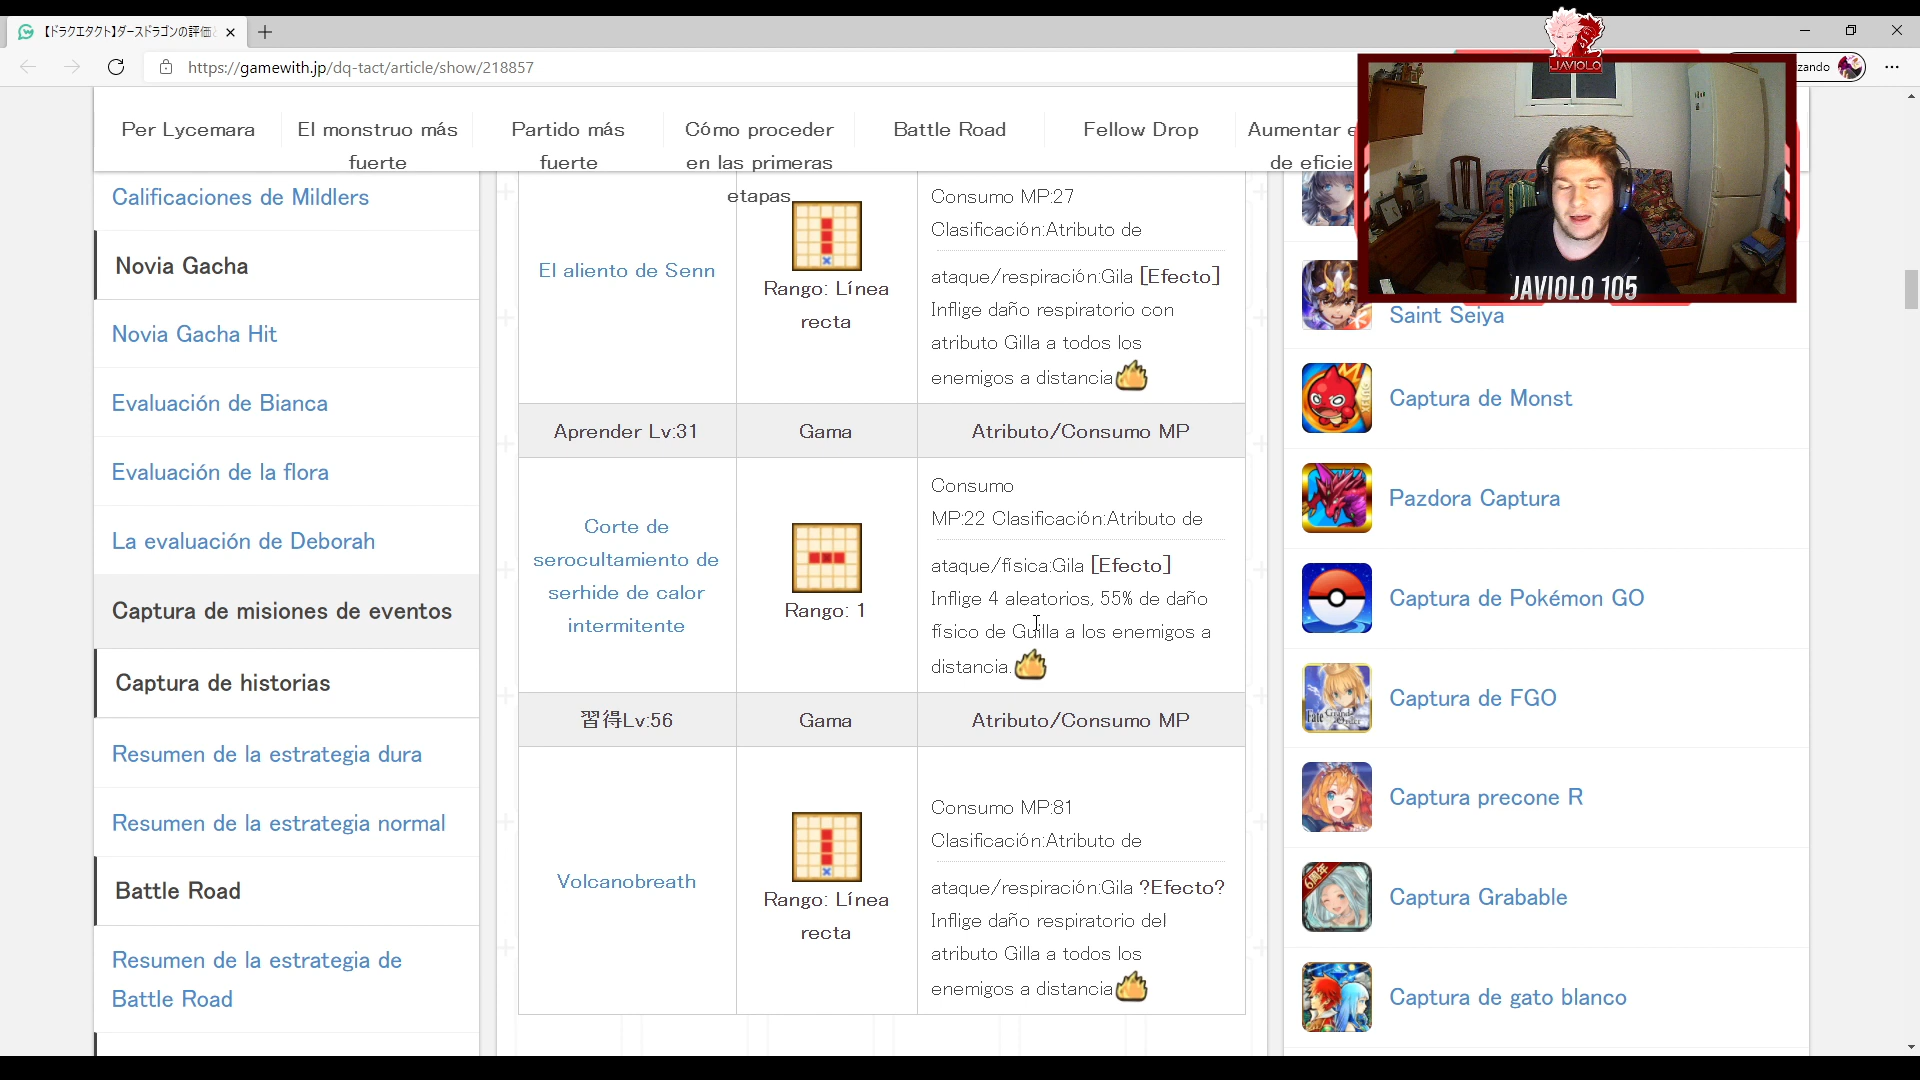 【ドラクエタクト】ダースドラゴンの評価
https://gamewith.jp/dq-tact/article/show/218857
zando
JAVIOLO
JAVIOLO 105
Per Lycemara
El monstruo más
fuerte
Partido más
fuerte
Cómo proceder
en las primeras
etapas
Battle Road
Fellow Drop
Aumentar e
de eficie
Calificaciones de Mildlers
Novia Gacha
Novia Gacha Hit
Evaluación de Bianca
Evaluación de la flora
La evaluación de Deborah
Captura de misiones de eventos
Captura de historias
Resumen de la estrategia dura
Resumen de la estrategia normal
Battle Road
Resumen de la estrategia de
Battle Road
El aliento de Senn
Rango: Línea
recta
Consumo MP:27
Clasificación:Atributo de
ataque/respiración:Gila [Efecto]
Inflige daño respiratorio con
atributo Gilla a todos los
enemigos a distancia
Aprender Lv:31
Gama
Atributo/Consumo MP
Corte de
serocultamiento de
serhide de calor
intermitente
Rango: 1
Consumo
MP:22 Clasificación:Atributo de
ataque/física:Gila [Efecto]
Inflige 4 aleatorios, 55% de daño
físico de Guilla a los enemigos a
distancia.
習得Lv:56
Gama
Atributo/Consumo MP
Volcanobreath
Rango: Línea
recta
Consumo MP:81
Clasificación:Atributo de
ataque/respiración:Gila ?Efecto?
Inflige daño respiratorio del
atributo Gilla a todos los
enemigos a distancia
Saint Seiya
Captura de Monst
Pazdora Captura
Captura de Pokémon GO
Captura de FGO
Captura precone R
Captura Grabable
Captura de gato blanco